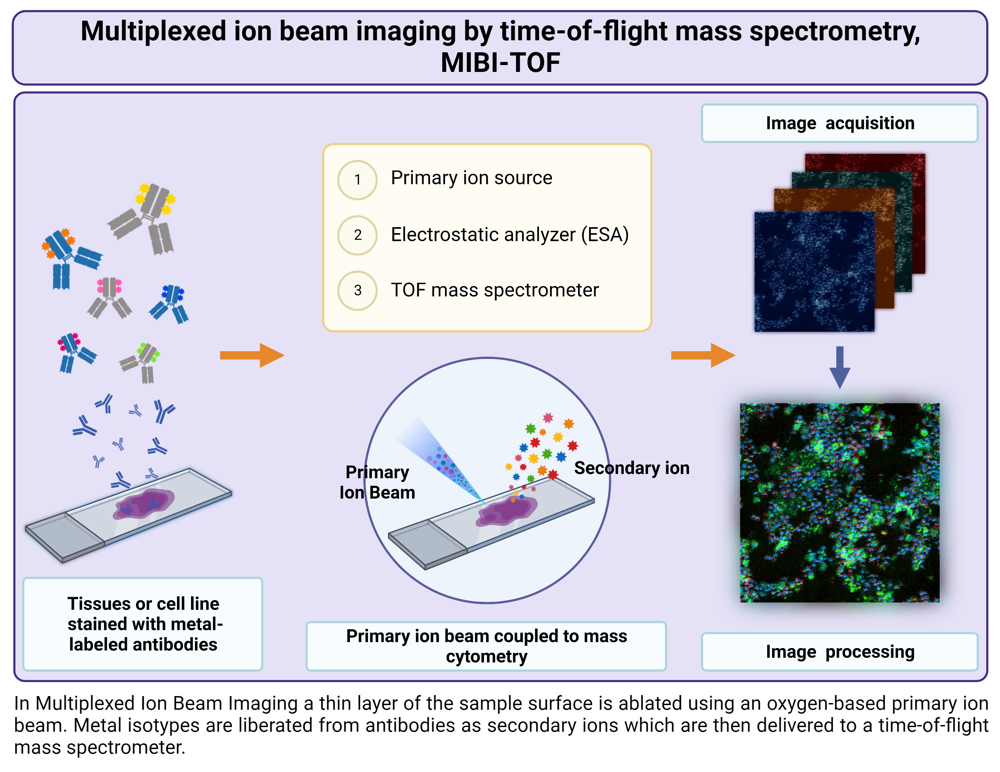 Multiplexed ion beam imaging by time-of-flight mass spectrometry,
MIBI-TOF
Tissues or cell line
stained with metal-
labeled antibodies
1 Primary ion source
2 Electrostatic analyzer (ESA)
3 TOF mass spectrometer
Primary
Ion Beam
Secondary ion
Primary ion beam coupled to mass
cytometry
Image acquisition
Image processing
In Multiplexed Ion Beam Imaging a thin layer of the sample surface is ablated using an oxygen-based primary ion
beam. Metal isotypes are liberated from antibodies as secondary ions which are then delivered to a time-of-flight
mass spectrometer.